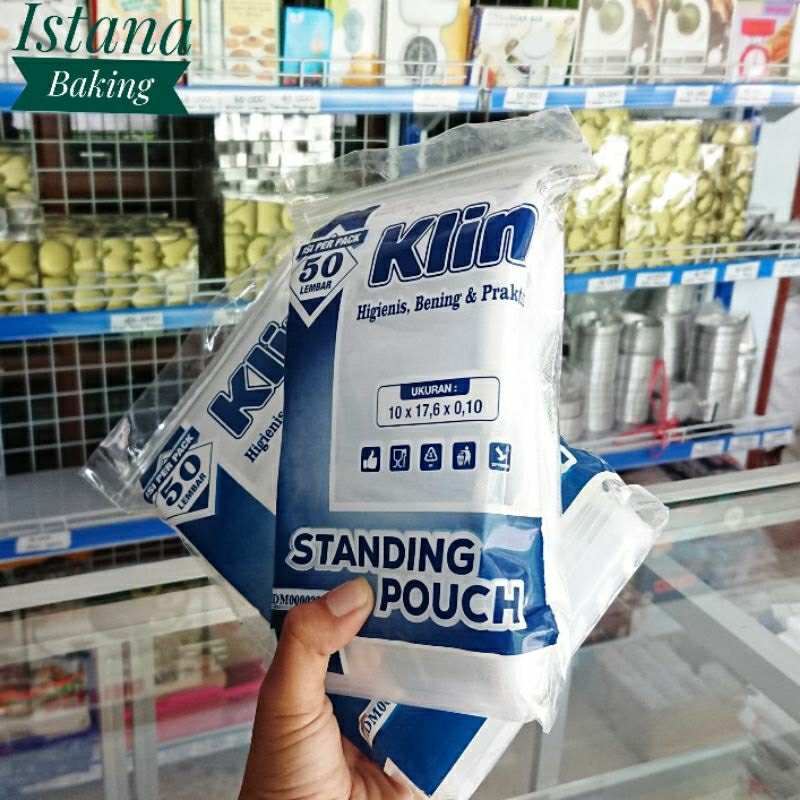 Istana
Baking
ISI PER PACK
50
LEMBAR
Klin
Higienis, Bening &
UKURAN :
10 x 17,6 x 0,10
STANDING
POUCH
Klin
Higienis
ISI PER PACK
50
LEMBAR